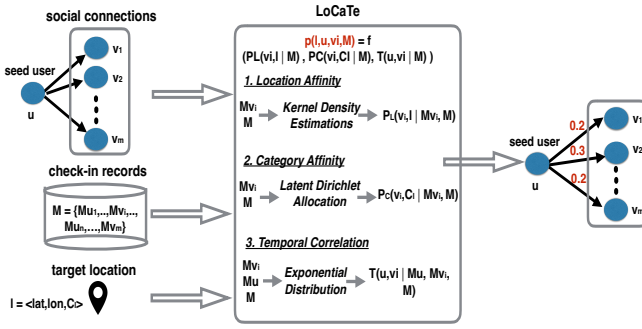 social connections
v1
v2
vm
seed user
u
check-in records
M = {Mu1,..,Mvi,..,
Mun,...,Mvm}
target location
l = <lat,lon,Cl>
LoCaTe
p(l,u,vi,M) = f
(PL(vi,l | M) , PC(vi,Cl | M), T(u,vi | M) )
1. Location Affinity
Mvi
M
Kernel Density
Estimations
PL(vi,l | Mvi, M)
2. Category Affinity
Mvi
M
Latent Dirichlet
Allocation
PC(vi,Cl | Mvi, M)
3. Temporal Correlation
Mvi
Mu
M
Exponential
Distribution
T(u,vi | Mu, Mvi,
M)
seed user
u
0.2
0.3
0.2
v1
v2
vm